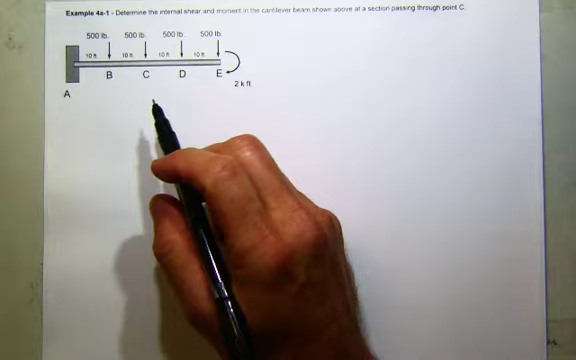 Example 4a-1 - Determine the internal shear and moment in the cantilever beam shown above at a section passing through point C.
500 lb. 500 lb. 500 lb. 500 lb.
10 ft. 10 ft. 10 ft. 10 ft.
B C D E
2 k ft.
A